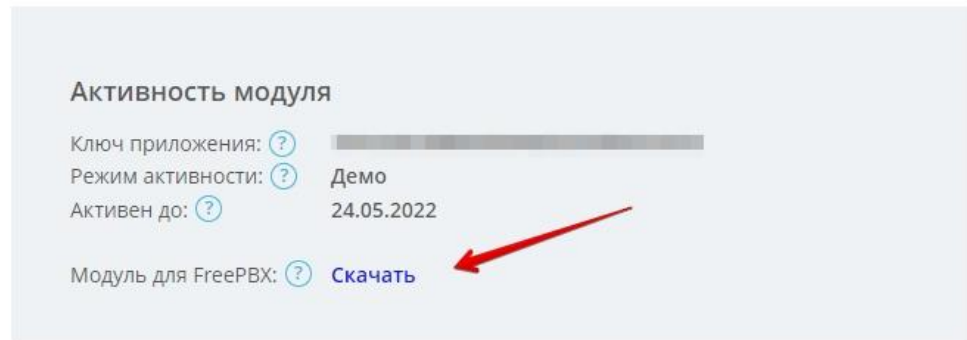 Активность модуля
Ключ приложения: ?
Режим активности: ? Демо
Активен до: ? 24.05.2022
Модуль для FreePBX: ? Скачать